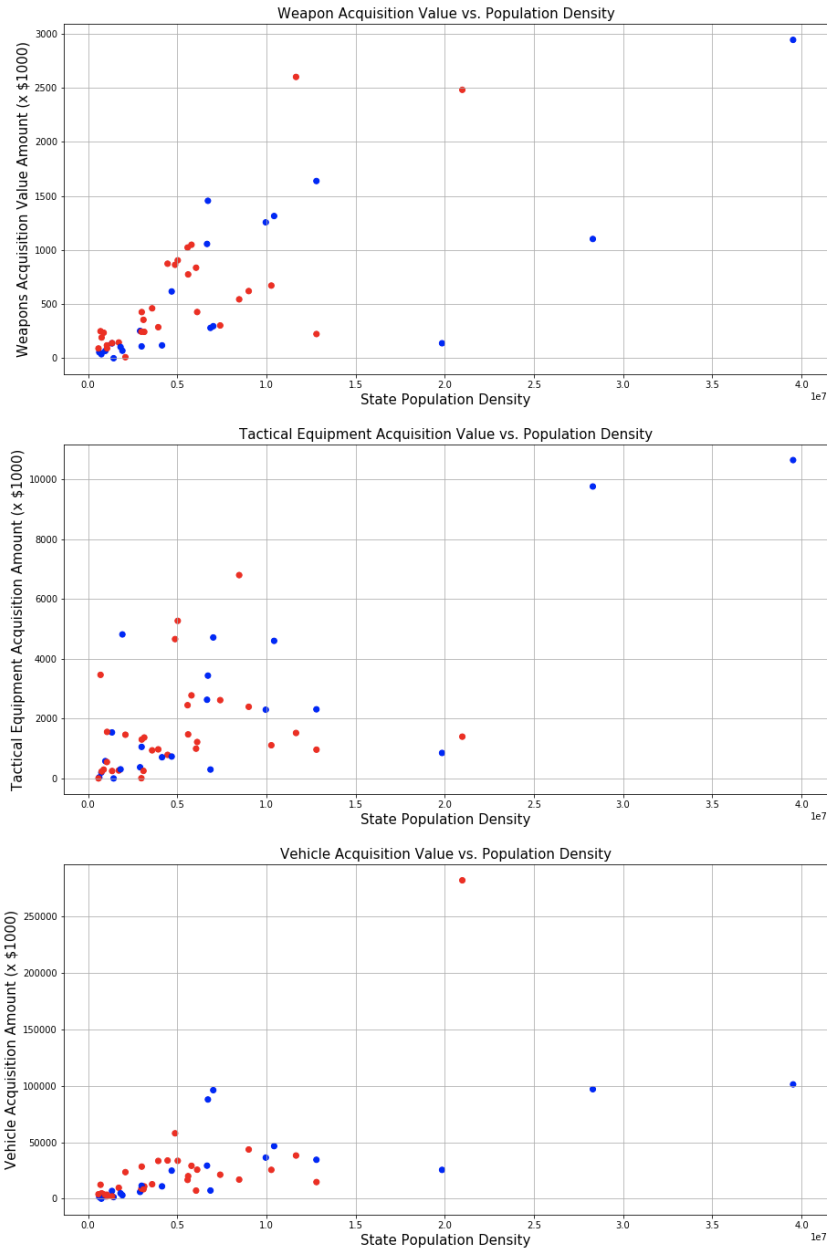 Weapon Acquisition Value vs. Population Density
Weapons Acquisition Value Amount (x $1000)
3000
2500
2000
1500
1000
500
0
0.0 0.5 1.0 1.5 2.0 2.5 3.0 3.5 4.0
1e7
State Population Density
Tactical Equipment Acquisition Value vs. Population Density
Tactical Equipment Acquisition Amount (x $1000)
10000
8000
6000
4000
2000
0
0.0 0.5 1.0 1.5 2.0 2.5 3.0 3.5 4.0
1e7
State Population Density
Vehicle Acquisition Value vs. Population Density
Vehicle Acquisition Amount (x $1000)
250000
200000
150000
100000
50000
0
0.0 0.5 1.0 1.5 2.0 2.5 3.0 3.5 4.0
1e7
State Population Density